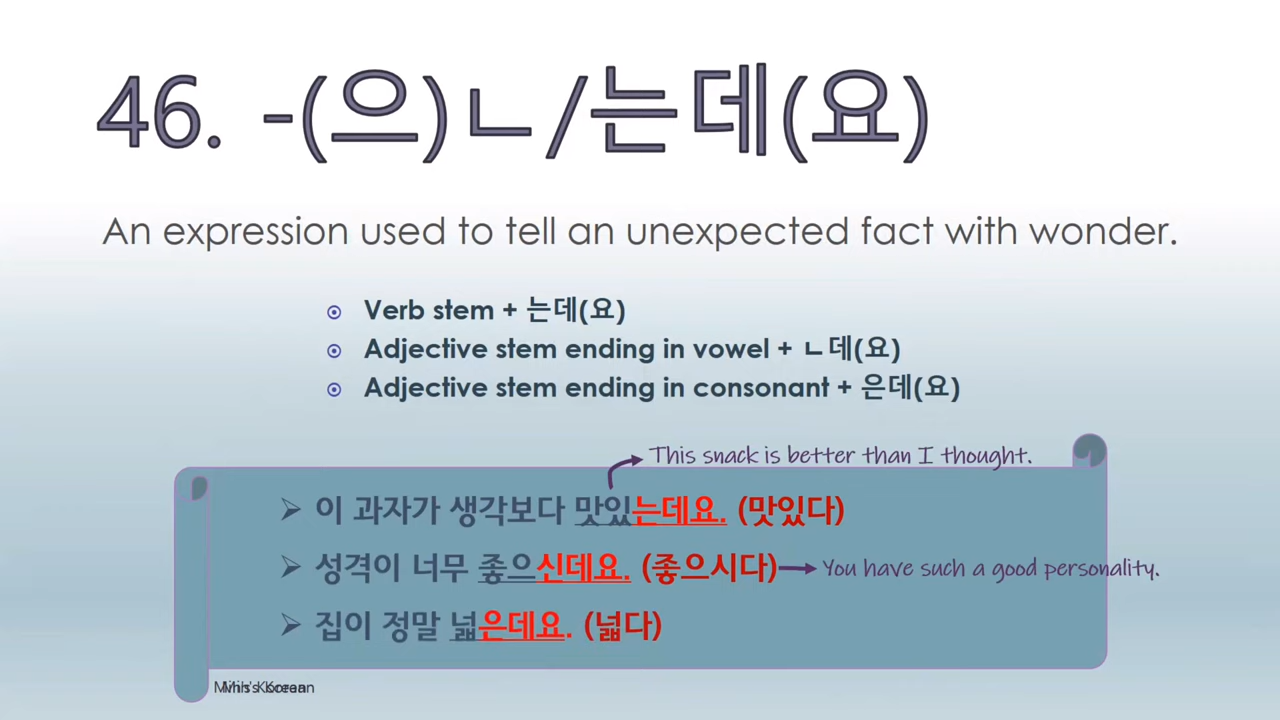 46. -(으)ㄴ/는데(요)
An expression used to tell an unexpected fact with wonder.
Verb stem + 는데(요)
Adjective stem ending in vowel + ㄴ데(요)
Adjective stem ending in consonant + 은데(요)
This snack is better than I thought.
이 과자가 생각보다 맛있는데요. (맛있다)
성격이 너무 좋으신데요. (좋으시다) You have such a good personality.
집이 정말 넓은데요. (넓다)
Minh's Korean